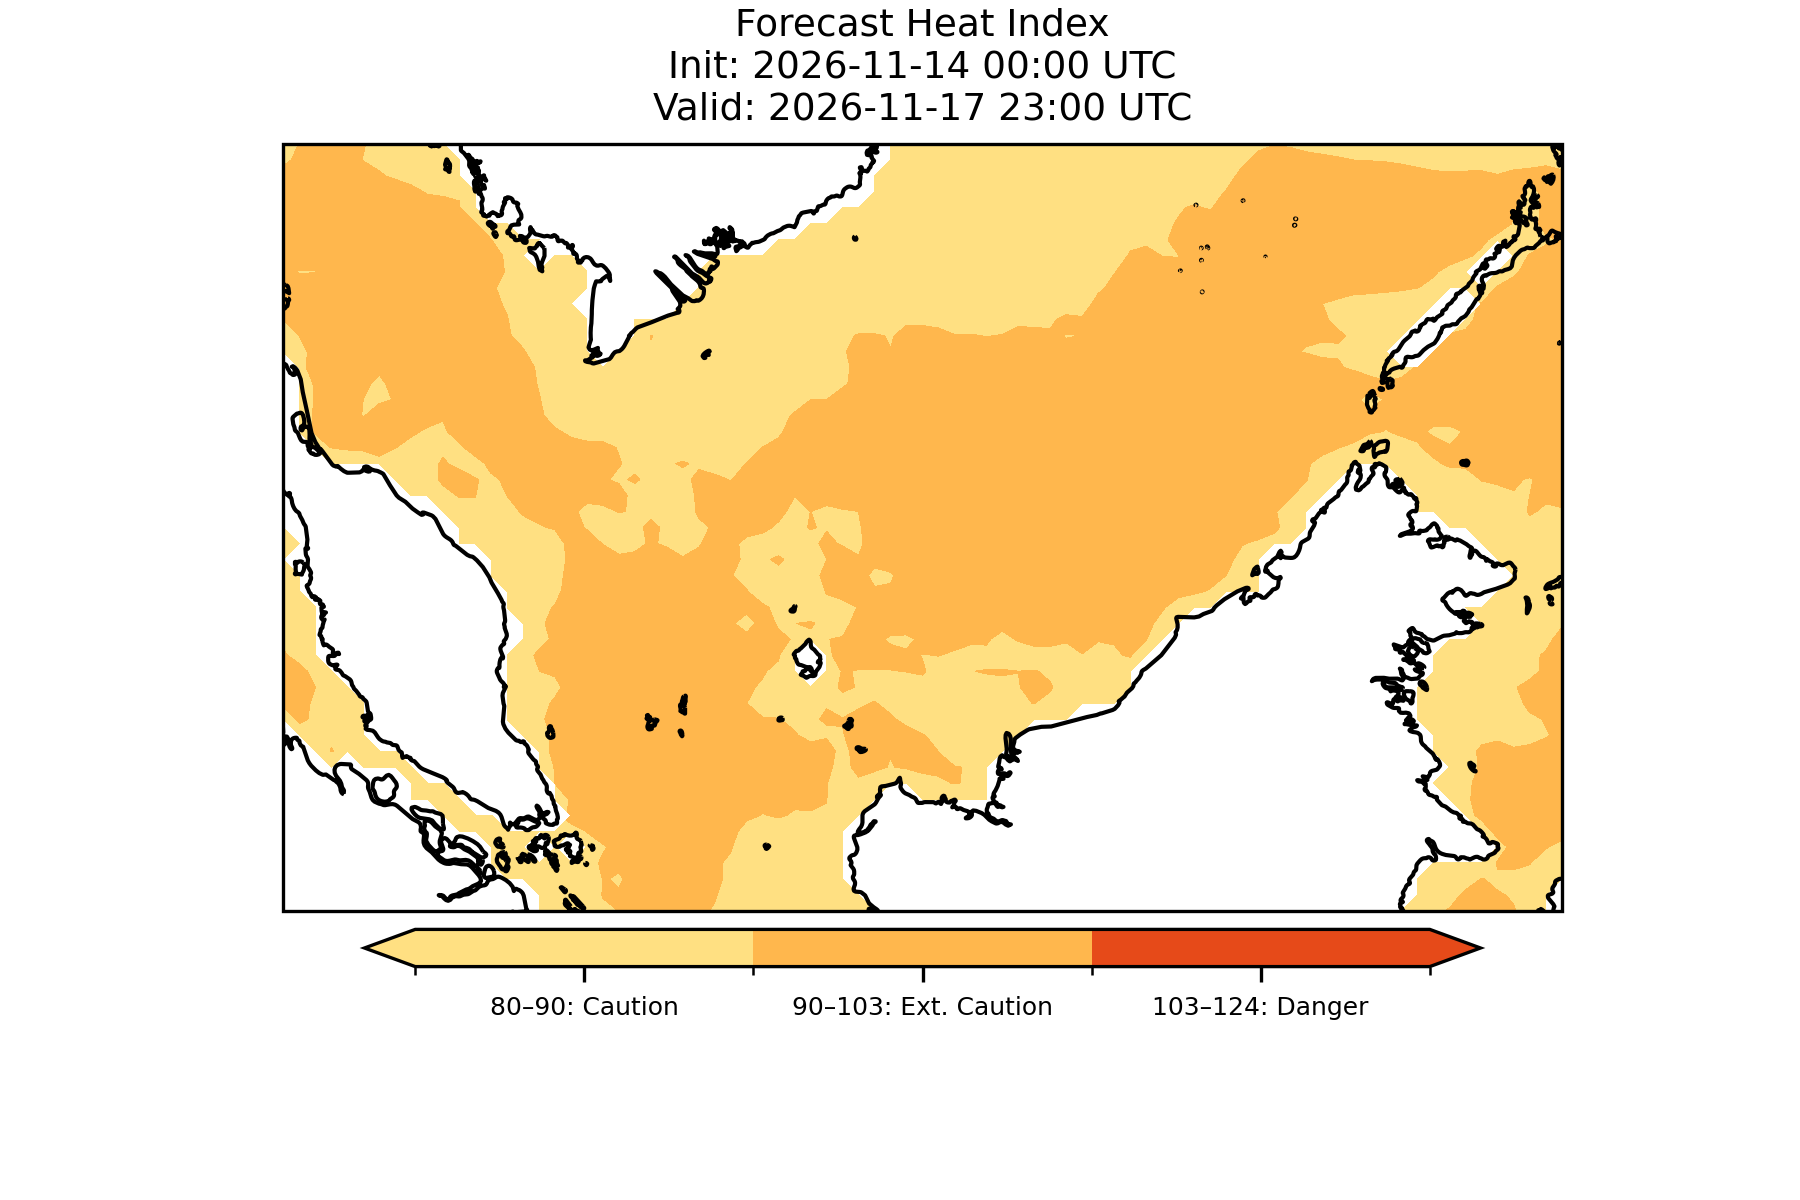 Forecast Heat Index
Init: 2026-11-14 00:00 UTC
Valid: 2026-11-17 23:00 UTC
80–90: Caution
90–103: Ext. Caution
103–124: Danger